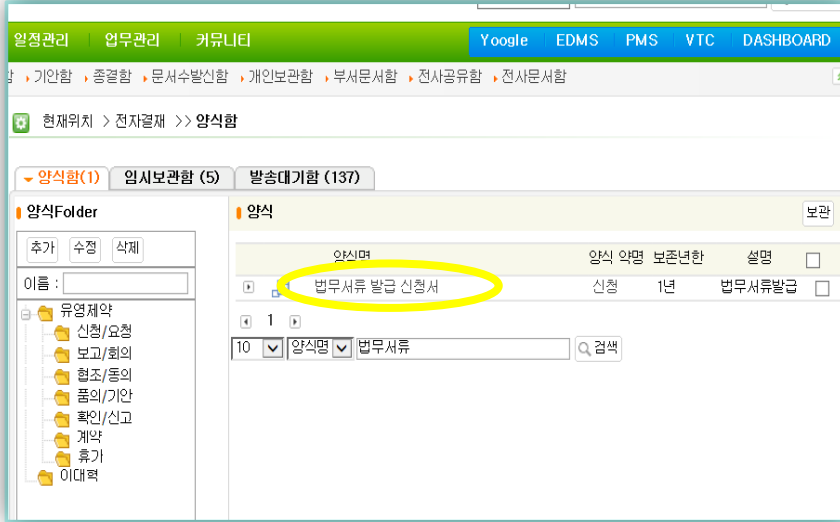 일정관리 업무관리 커뮤니티 Yoogle EDMS PMS VTC DASHBOARD
기안함 종결함 문서수발신함 개인보관함 부서문서함 전사공유함 전사문서함
현재위치 > 전자결재 >> 양식함
양식함(1) 임시보관함 (5) 발송대기함 (137)
양식Folder
추가 수정 삭제
이름 :
유영제약
신청/요청
보고/회의
협조/동의
품의/기안
확인/신고
계약
휴가
이대혁
양식 보관
양식명 양식 약명 보존년한 설명
법무서류 발급 신청서 신청 1년 법무서류발급
1
10 양식명 법무서류 검색